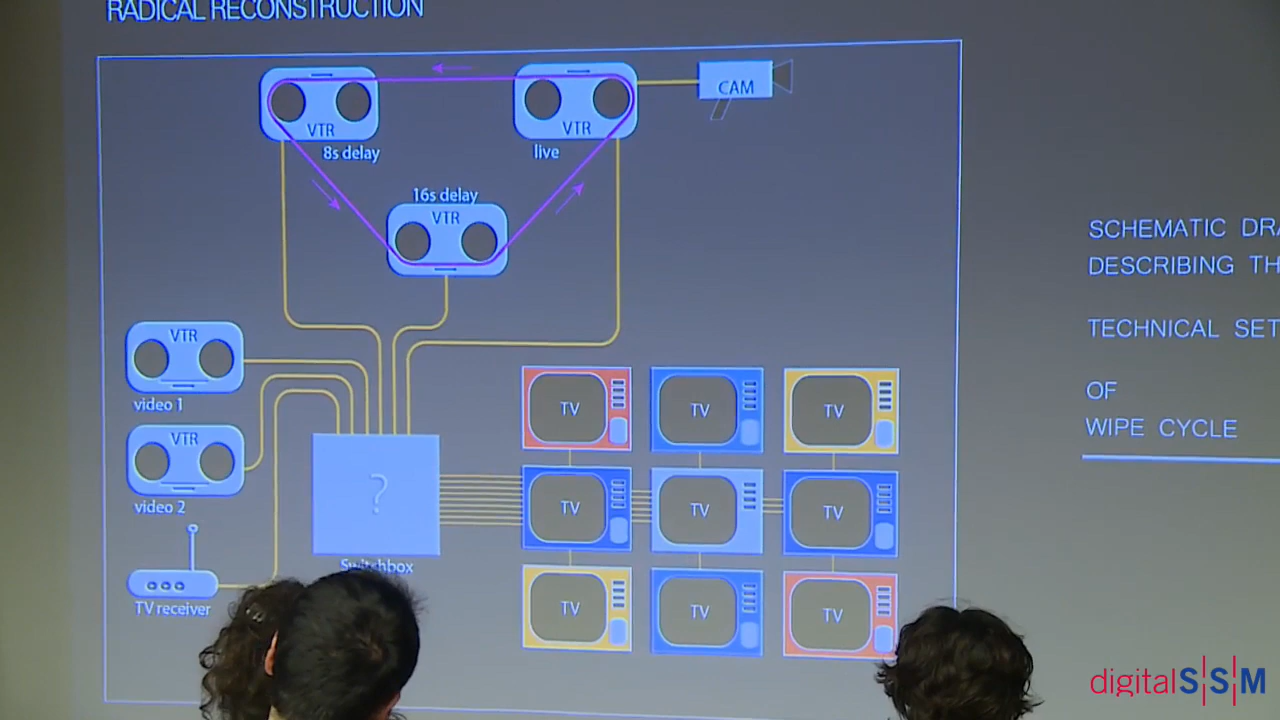 RADICAL RECONSTRUCTION
CAM
VTR
8s delay
VTR
live
16s delay
VTR
VTR
video 1
VTR
video 2
TV receiver
?
Switchbox
TV
TV
TV
TV
TV
TV
TV
TV
TV
SCHEMATIC DRA
DESCRIBING TH
TECHNICAL SET
OF
WIPE CYCLE
digitalSSM